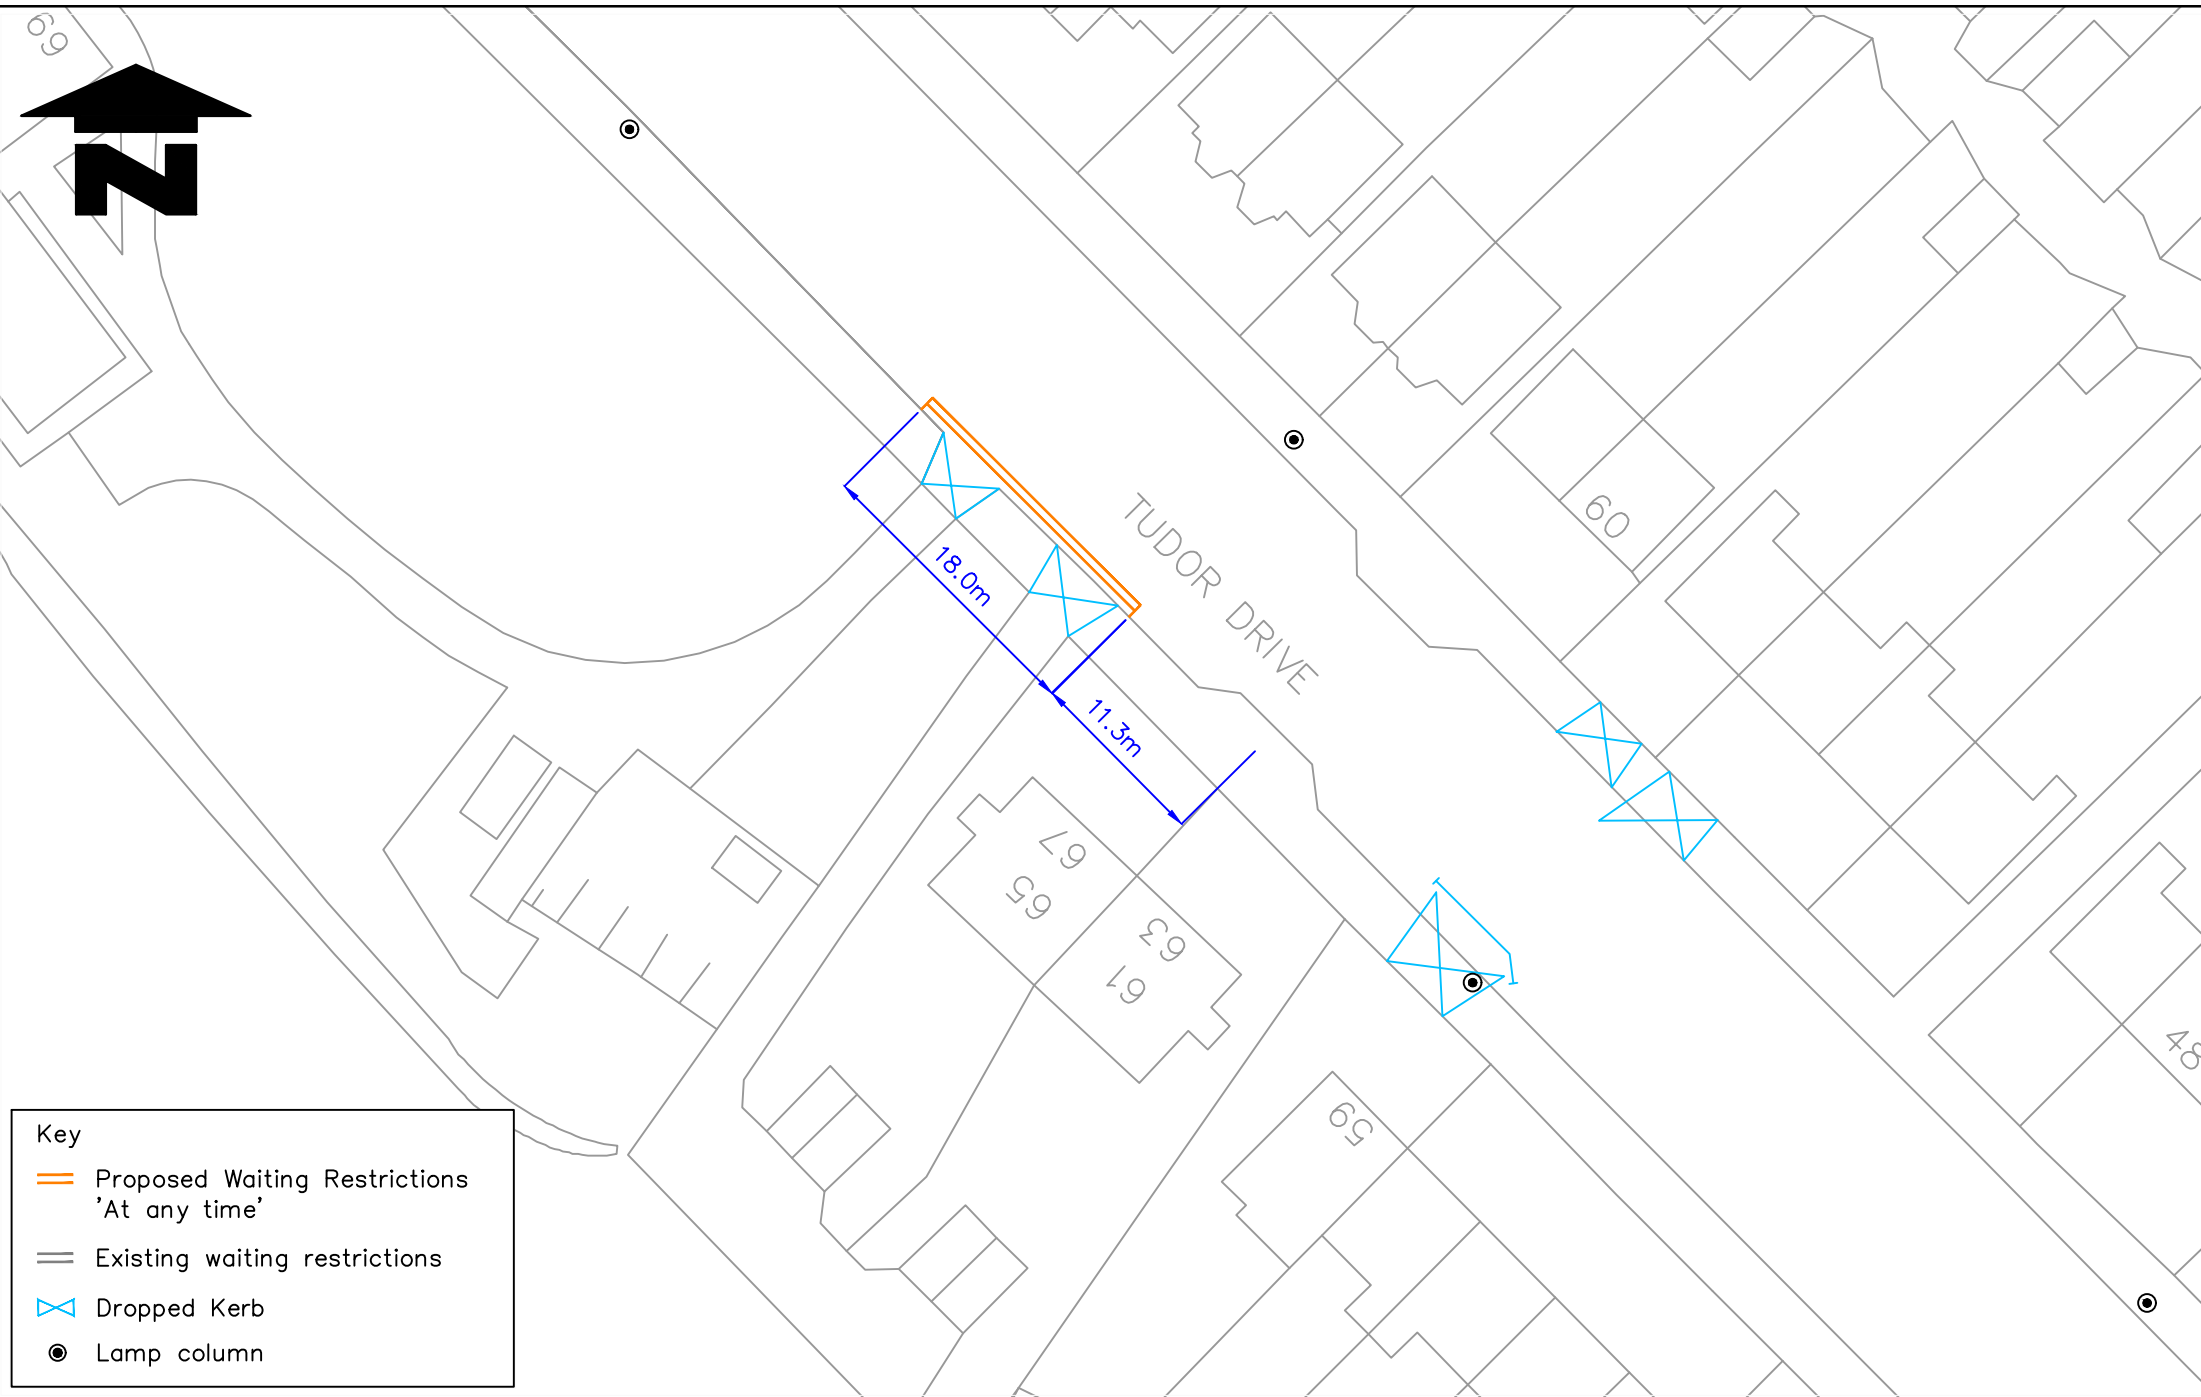 69
N
18.0m
TUDOR DRIVE
60
11.3m
67
65
63
61
59
48
Key
Proposed Waiting Restrictions
'At any time'
Existing waiting restrictions
Dropped Kerb
Lamp column